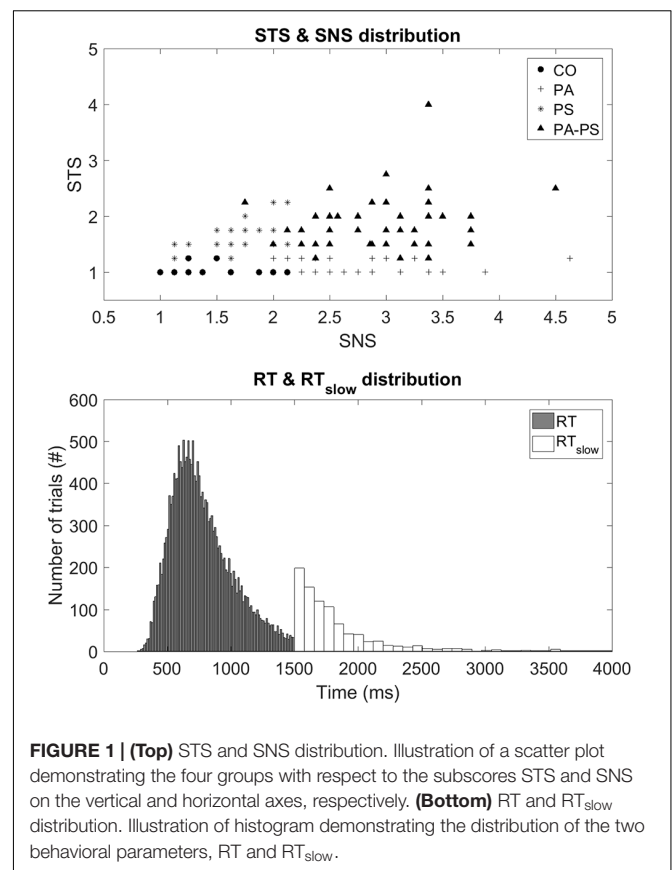 STS & SNS distribution
5
4
3
2
1
STS
CO
PA
PS
PA-PS
0.5 1 1.5 2 2.5 3 3.5 4 4.5 5
SNS
RT & RTslow distribution
600
500
400
300
200
100
0
Number of trials (#)
RT
RTslow
0 500 1000 1500 2000 2500 3000 3500 4000
Time (ms)
FIGURE 1 | (Top) STS and SNS distribution. Illustration of a scatter plot
demonstrating the four groups with respect to the subscores STS and SNS
on the vertical and horizontal axes, respectively. (Bottom) RT and RTslow
distribution. Illustration of histogram demonstrating the distribution of the two
behavioral parameters, RT and RTslow.